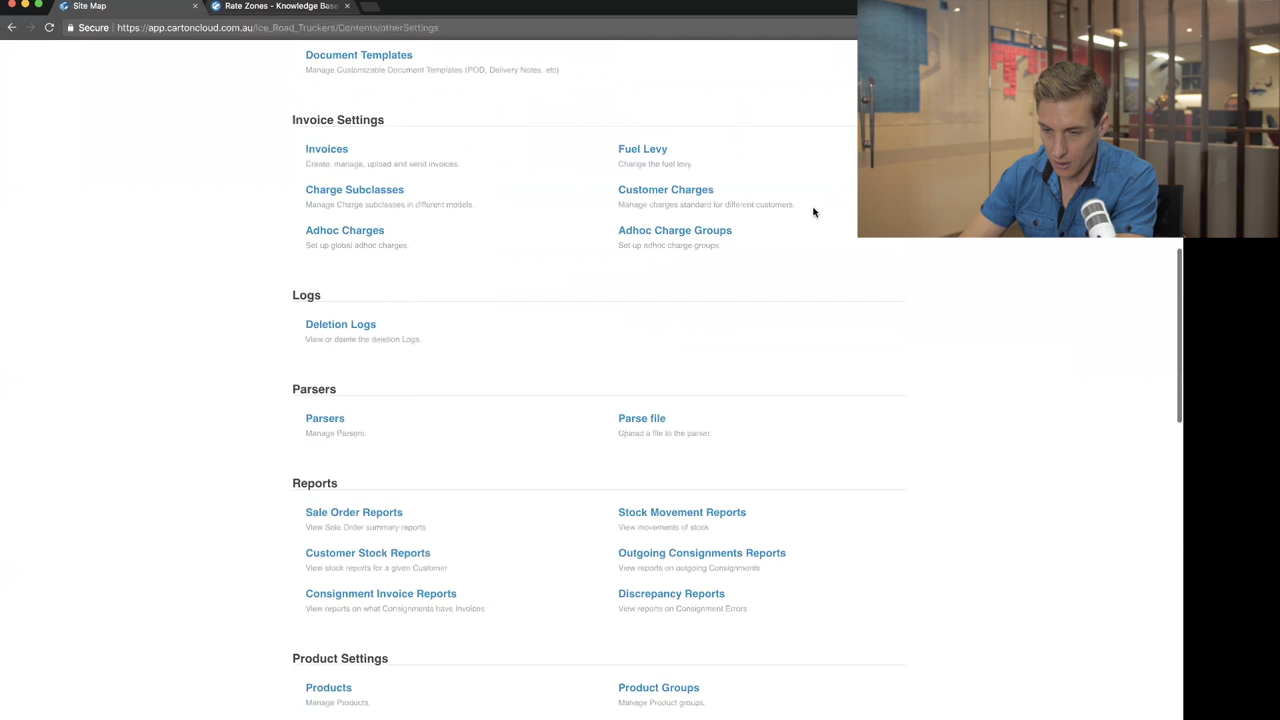 Site Map
Rate Zones - Knowledge Bas
Secure
https://app.cartoncloud.com.au/Ice_Road_Truckers/Contents/otherSettings
Document Templates
Manage Customizable Document Templates (POD, Delivery Notes, etc)
Invoice Settings
Invoices
Create, manage, upload and send invoices.
Fuel Levy
Change the fuel levy.
Charge Subclasses
Manage Charge subclasses in different models.
Customer Charges
Manage charges standard for different customers.
Adhoc Charges
Set up global adhoc charges.
Adhoc Charge Groups
Set up adhoc charge groups.
Logs
Deletion Logs
View or delete the deletion Logs.
Parsers
Parsers
Manage Parsers.
Parse file
Upload a file to the parser.
Reports
Sale Order Reports
View Sale Order summary reports
Stock Movement Reports
View movements of stock
Customer Stock Reports
View stock reports for a given Customer
Outgoing Consignments Reports
View reports on outgoing Consignments
Consignment Invoice Reports
View reports on what Consignments have Invoices
Discrepancy Reports
View reports on Consignment Errors
Product Settings
Products
Manage Products.
Product Groups
Manage Product groups.